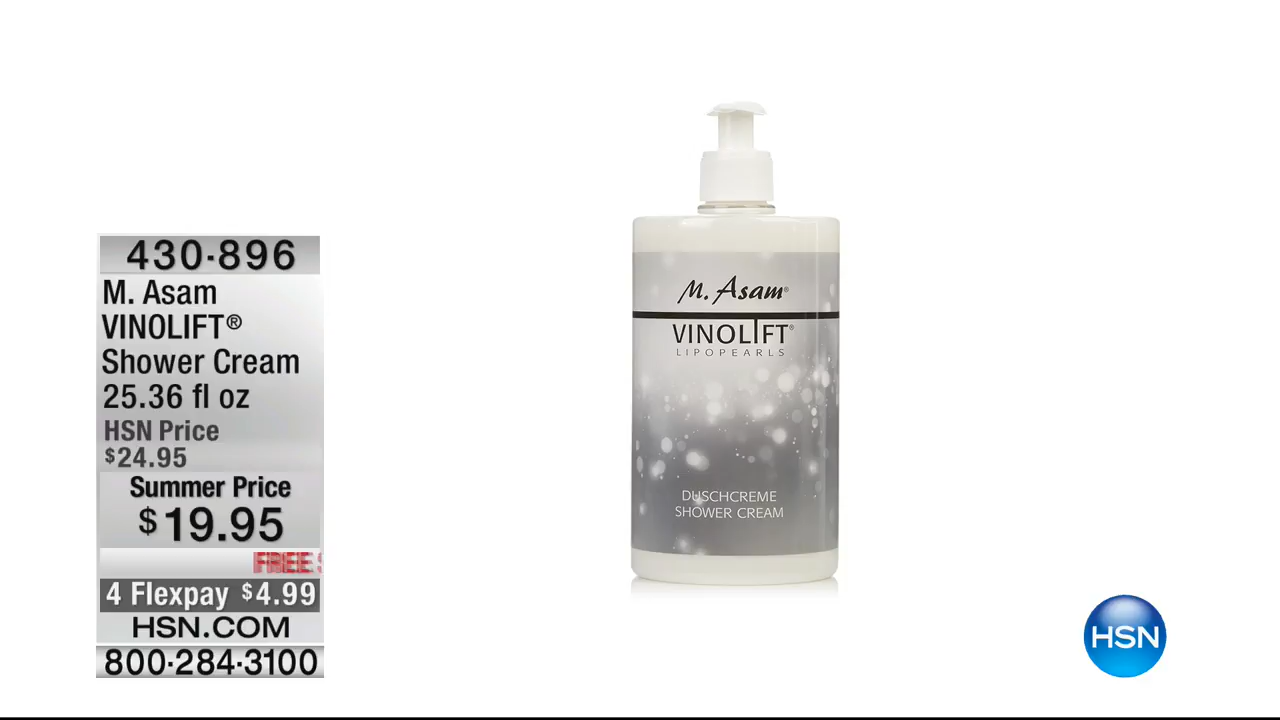 430-896
M. Asam
VINOLIFT®
Shower Cream
25.36 fl oz
HSN Price
$24.95
Summer Price
$19.95
FREE
4 Flexpay $4.99
HSN.COM
800-284-3100
M. Asam®
VINOLIFT®
LIPOPEARLS
DUSCHCREME
SHOWER CREAM
HSN